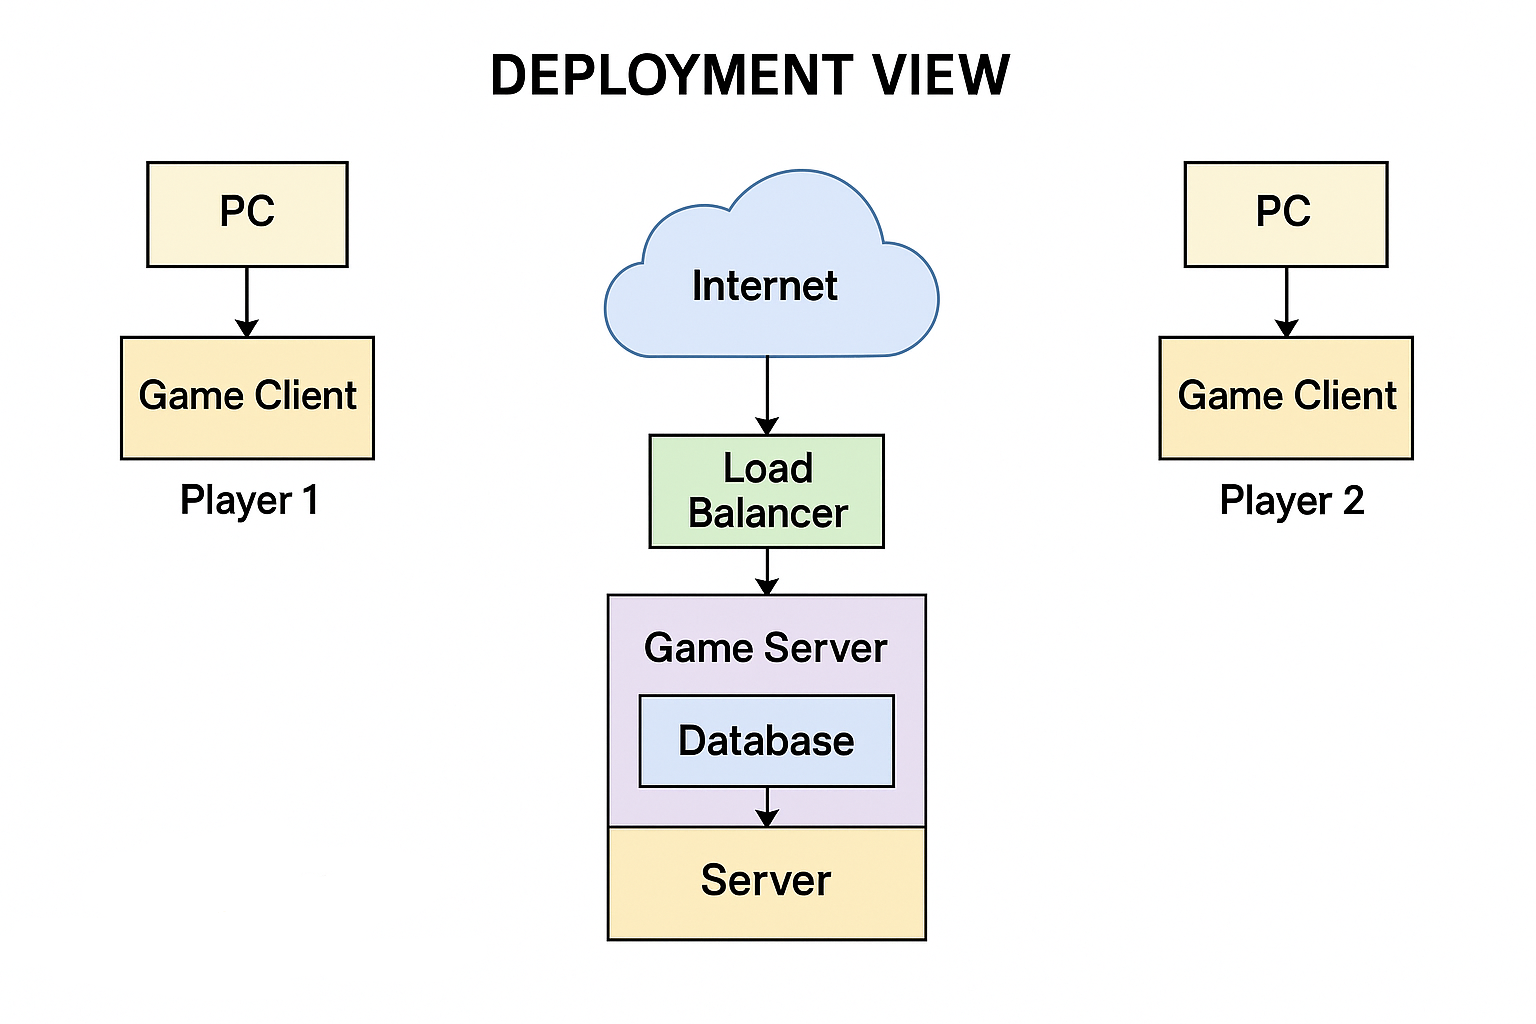 DEPLOYMENT VIEW
PC
Game Client
Player 1
Internet
Load
Balancer
Game Server
Database
Server
PC
Game Client
Player 2